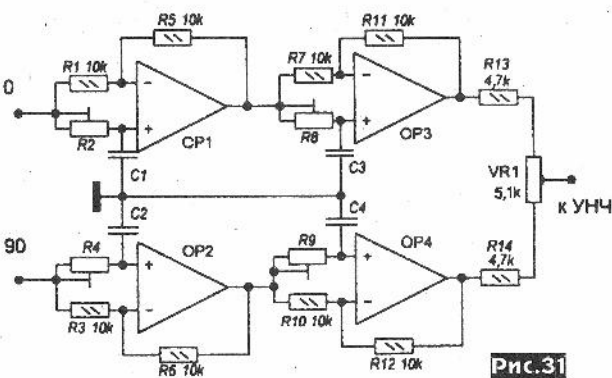 R5 10k
R11 10k
R1 10k
R7 10k
R13
4,7k
0
R2
OP1
R8
OP3
C1
C3
VR1
5,1k
к УНЧ
C2
C4
90
R4
OP2
R9
OP4
R14
4,7k
R3 10k
R10 10k
R6 10k
R12 10k
Рис.31